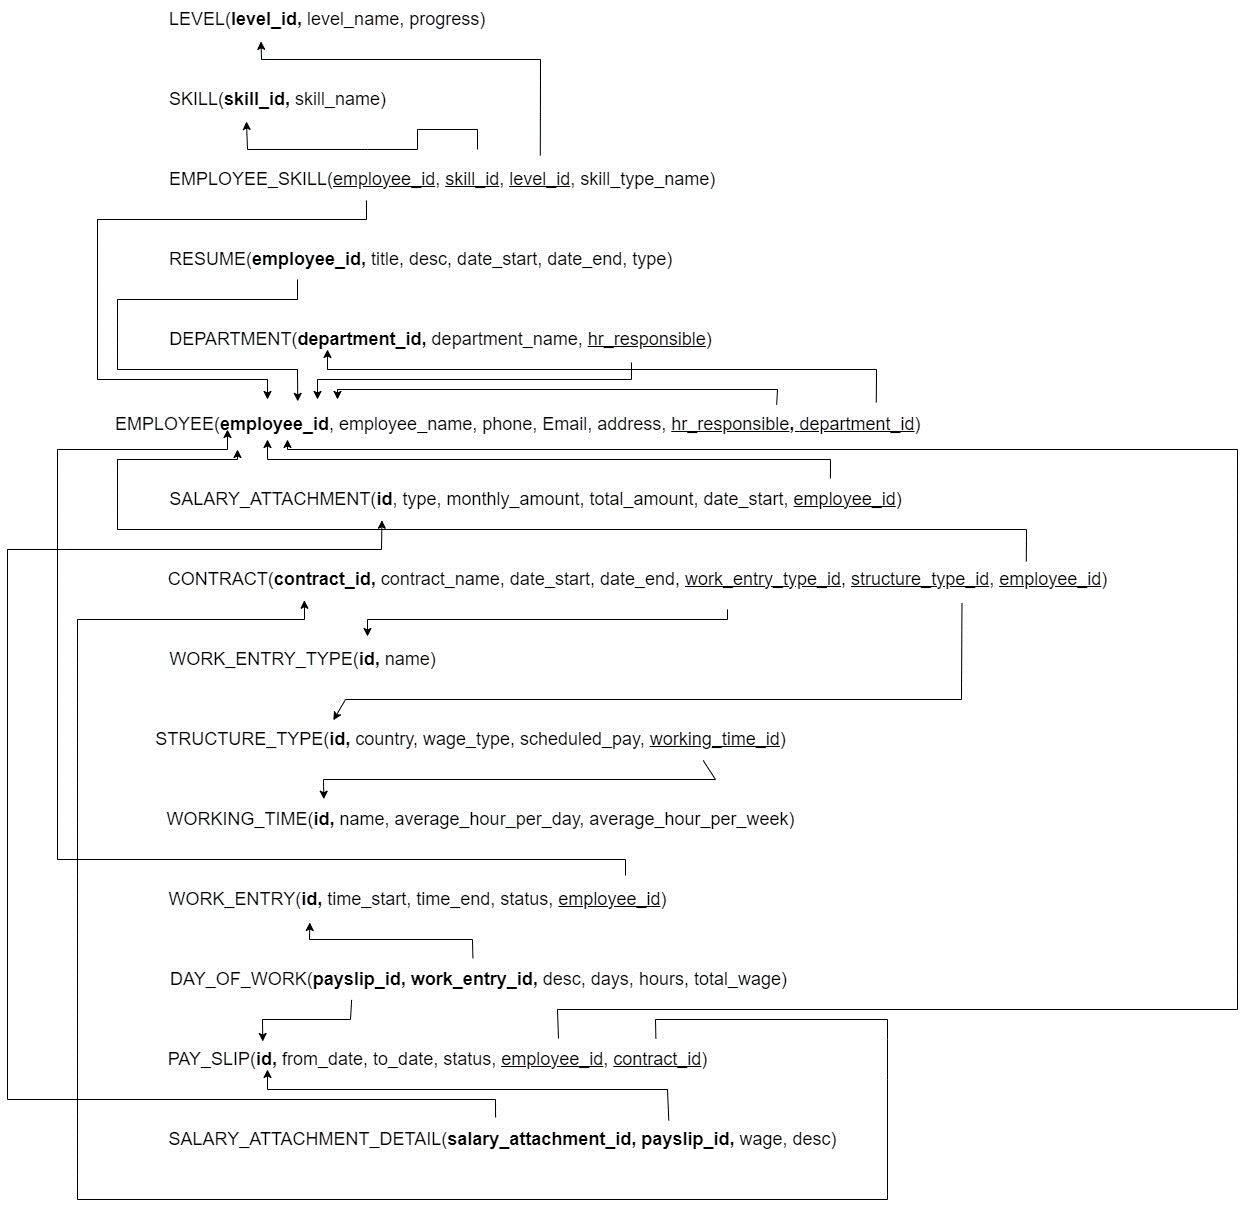 LEVEL(level_id, level_name, progress)
SKILL(skill_id, skill_name)
EMPLOYEE_SKILL(employee_id, skill_id, level_id, skill_type_name)
RESUME(employee_id, title, desc, date_start, date_end, type)
DEPARTMENT(department_id, department_name, hr_responsible)
EMPLOYEE(employee_id, employee_name, phone, Email, address, hr_responsible, department_id)
SALARY_ATTACHMENT(id, type, monthly_amount, total_amount, date_start, employee_id)
CONTRACT(contract_id, contract_name, date_start, date_end, work_entry_type_id, structure_type_id, employee_id)
WORK_ENTRY_TYPE(id, name)
STRUCTURE_TYPE(id, country, wage_type, scheduled_pay, working_time_id)
WORKING_TIME(id, name, average_hour_per_day, average_hour_per_week)
WORK_ENTRY(id, time_start, time_end, status, employee_id)
DAY_OF_WORK(payslip_id, work_entry_id, desc, days, hours, total_wage)
PAY_SLIP(id, from_date, to_date, status, employee_id, contract_id)
SALARY_ATTACHMENT_DETAIL(salary_attachment_id, payslip_id, wage, desc)